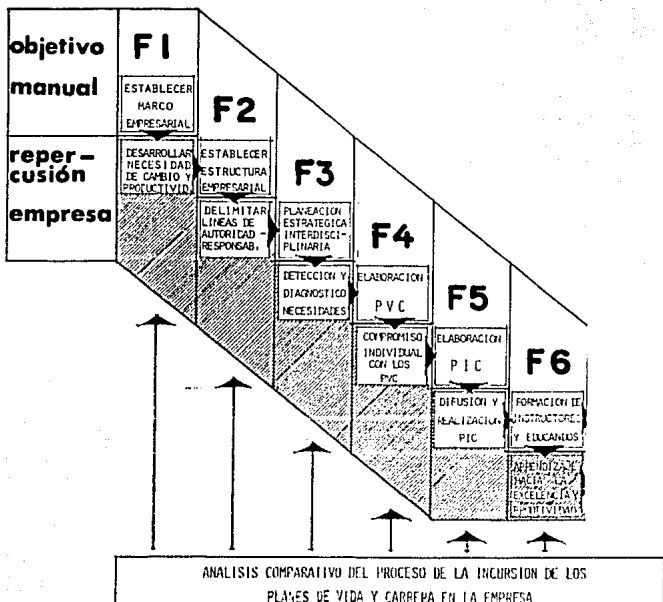 objetivo
manual
reper-
cusión
empresa
F1
ESTABLECER
MARCO
EMPRESARIAL
DESARROLLAR
NECESIDAD
DE CAMBIO Y
PRODUCTIVID.
F2
ESTABLECER
ESTRUCTURA
EMPRESARIAL
DELIMITAR
LINEAS DE
AUTORIDAD -
RESPONSAB.
F3
PLANEACION
ESTRATEGICA
INTERDISCI-
PLINARIA
DETECCION Y
DIAGNOSTICO
NECESIDADES
F4
ELABORACION
PVC
COMPROMISO
INDIVIDUAL
CON LOS
PVC
F5
ELABORACION
PIC
DIFUSION Y
REALIZACION
PIC
F6
FORMACION DE
INSTRUCTORES
Y EDUCANDOS
APRENDIZAJE
HACIA LA
EXCELENCIA Y
ANALISIS COMPARATIVO DEL PROCESO DE LA INCURSION DE LOS
PLANES DE VIDA Y CARRERA EN LA EMPRESA